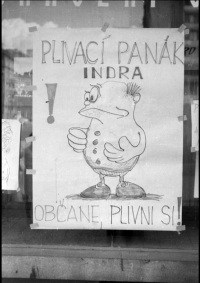 PLIVACÍ PANÁK
INDRA
!
OBČANE, PLIVNI SI!